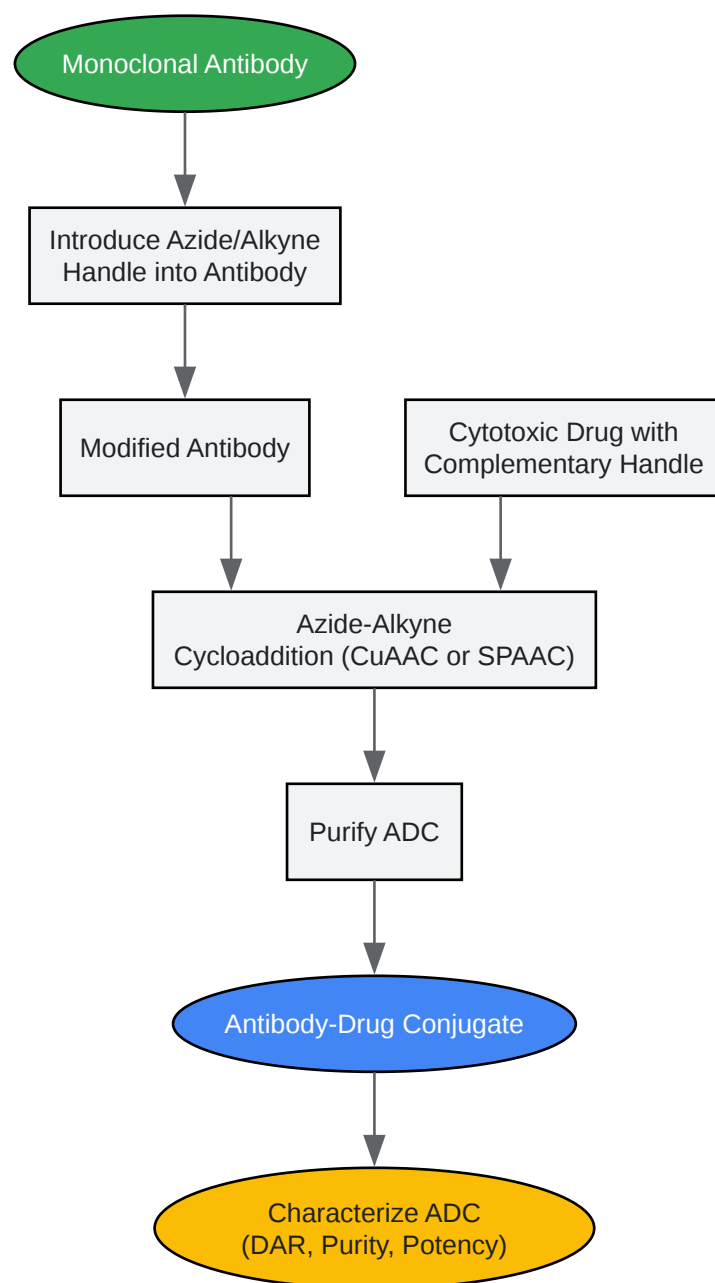 Monoclonal Antibody
Introduce Azide/Alkyne
Handle into Antibody
Modified Antibody
Cytotoxic Drug with
Complementary Handle
Azide-Alkyne
Cycloaddition (CuAAC or SPAAC)
Purify ADC
Antibody-Drug Conjugate
Characterize ADC
(DAR, Purity, Potency)